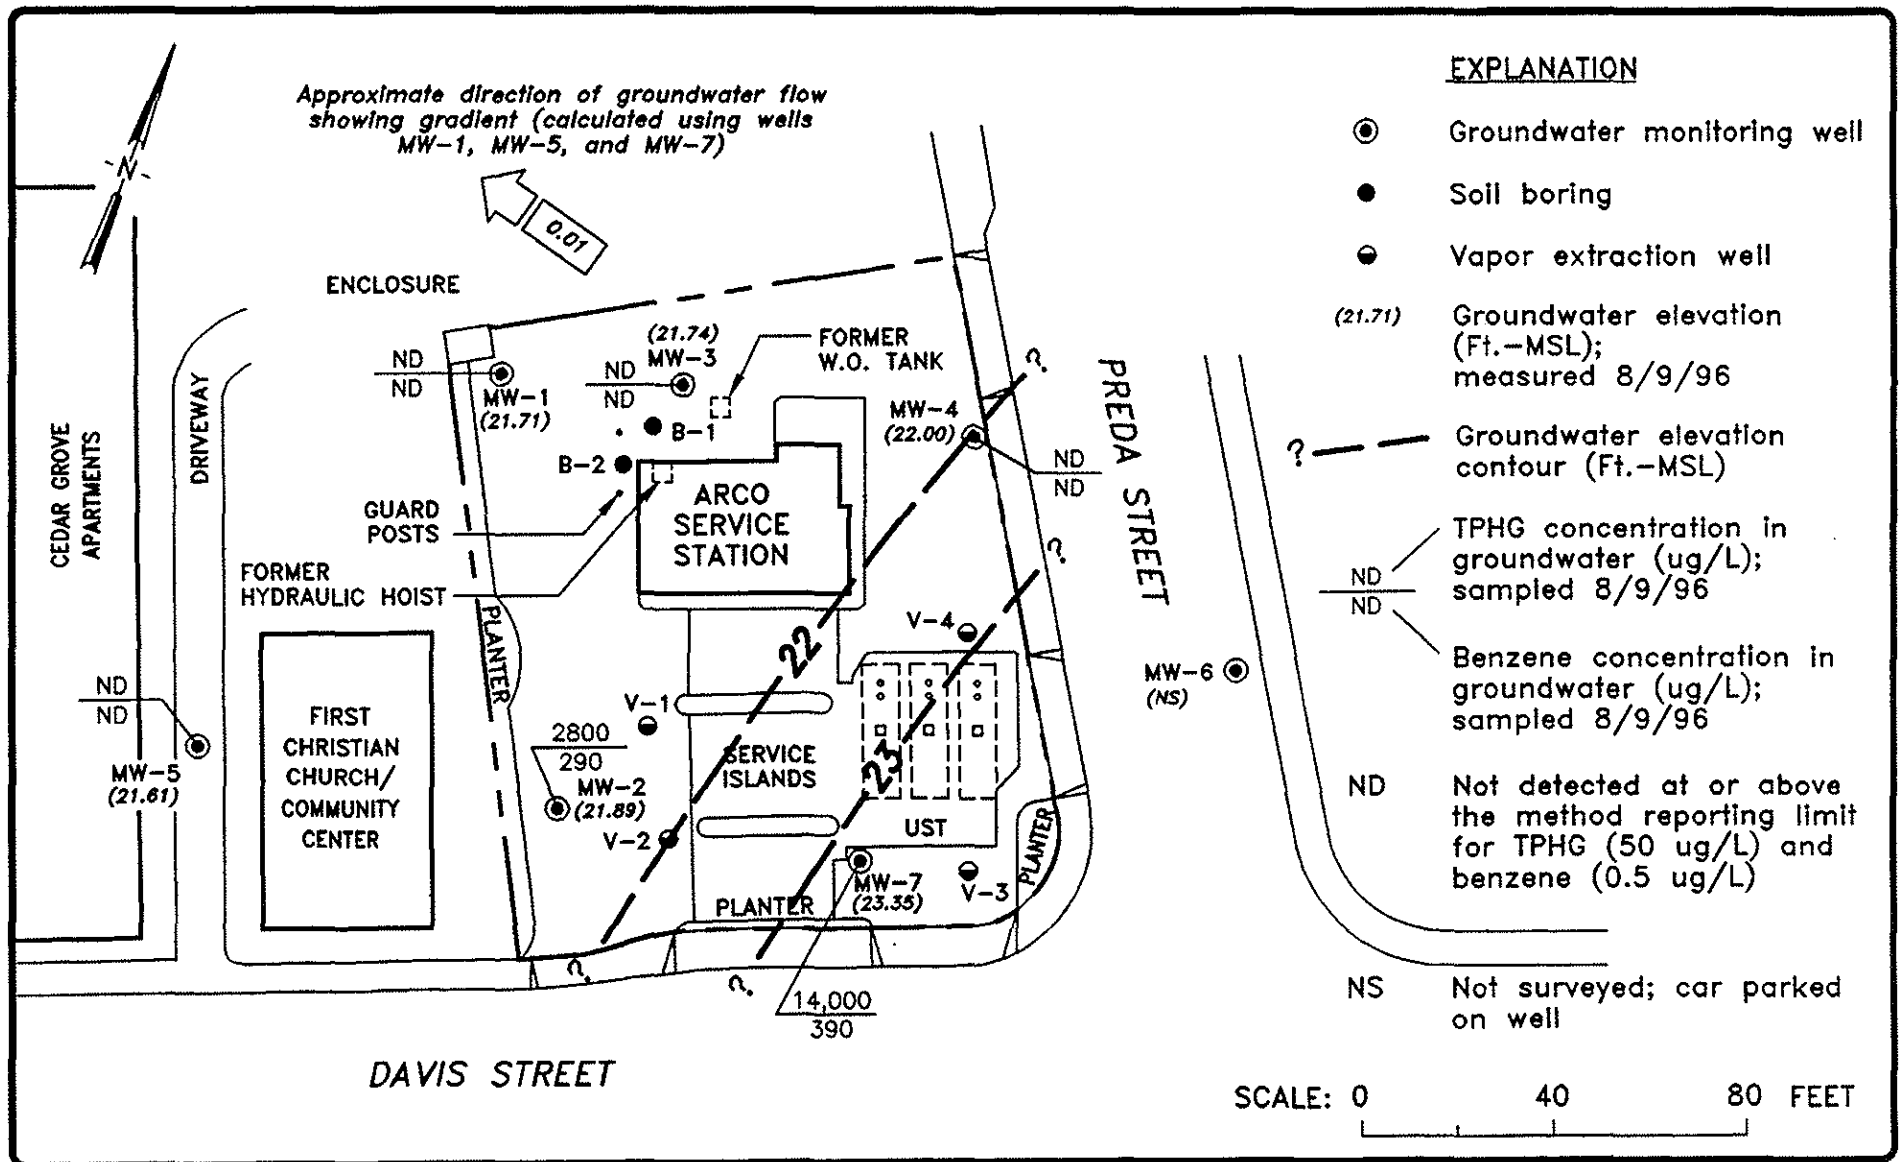 Approximate direction of groundwater flow
showing gradient (calculated using wells
MW-1, MW-5, and MW-7)
N
0.01
ENCLOSURE
(21.74)
MW-3
ND
ND
FORMER
W.O. TANK
ND
ND
MW-1
(21.71)
B-1
B-2
MW-4
(22.00)
ND
ND
?
?
PREDA STREET
CEDAR GROVE
APARTMENTS
DRIVEWAY
GUARD
POSTS
ARCO
SERVICE
STATION
FORMER
HYDRAULIC HOIST
PLANTER
22
V-4
MW-6
(NS)
ND
ND
MW-5
(21.61)
FIRST
CHRISTIAN
CHURCH/
COMMUNITY
CENTER
V-1
2800
290
MW-2
(21.89)
V-2
SERVICE
ISLANDS
23
UST
PLANTER
MW-7
(23.35)
V-3
PLANTER
?
?
14,000
390
DAVIS STREET
EXPLANATION
Groundwater monitoring well
Soil boring
Vapor extraction well
(21.71) Groundwater elevation
(Ft.-MSL);
measured 8/9/96
? Groundwater elevation
contour (Ft.-MSL)
ND
ND
TPHG concentration in
groundwater (ug/L);
sampled 8/9/96
Benzene concentration in
groundwater (ug/L);
sampled 8/9/96
ND Not detected at or above
the method reporting limit
for TPHG (50 ug/L) and
benzene (0.5 ug/L)
NS Not surveyed; car parked
on well
SCALE: 0 40 80 FEET